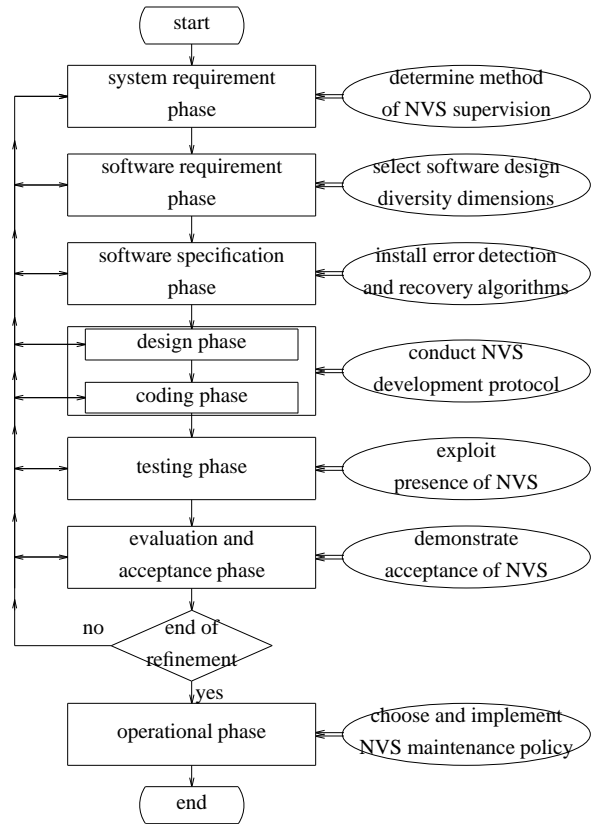 start
system requirement
phase
determine method
of NVS supervision
software requirement
phase
select software design
diversity dimensions
software specification
phase
install error detection
and recovery algorithms
design phase
coding phase
conduct NVS
development protocol
testing phase
exploit
presence of NVS
evaluation and
acceptance phase
demonstrate
acceptance of NVS
no
end of
refinement
yes
operational phase
choose and implement
NVS maintenance policy
end